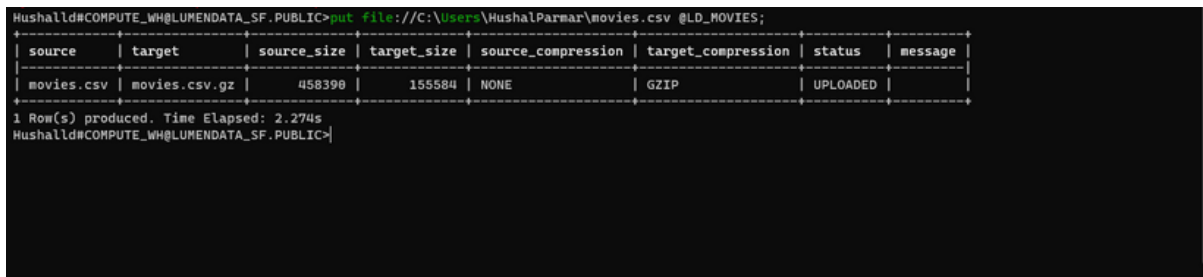 Hushalld#COMPUTE_WH@LUMENDATA_SF.PUBLIC>put file://C:\Users\HushalParmar\movies.csv @LD_MOVIES;
+------------+---------------+-------------+-------------+--------------------+--------------------+----------+---------+
| source     | target        | source_size | target_size | source_compression | target_compression | status   | message |
|------------+---------------+-------------+-------------+--------------------+--------------------+----------+---------|
| movies.csv | movies.csv.gz |      458390 |      155584 | NONE               | GZIP               | UPLOADED |         |
+------------+---------------+-------------+-------------+--------------------+--------------------+----------+---------+
1 Row(s) produced. Time Elapsed: 2.274s
Hushalld#COMPUTE_WH@LUMENDATA_SF.PUBLIC>